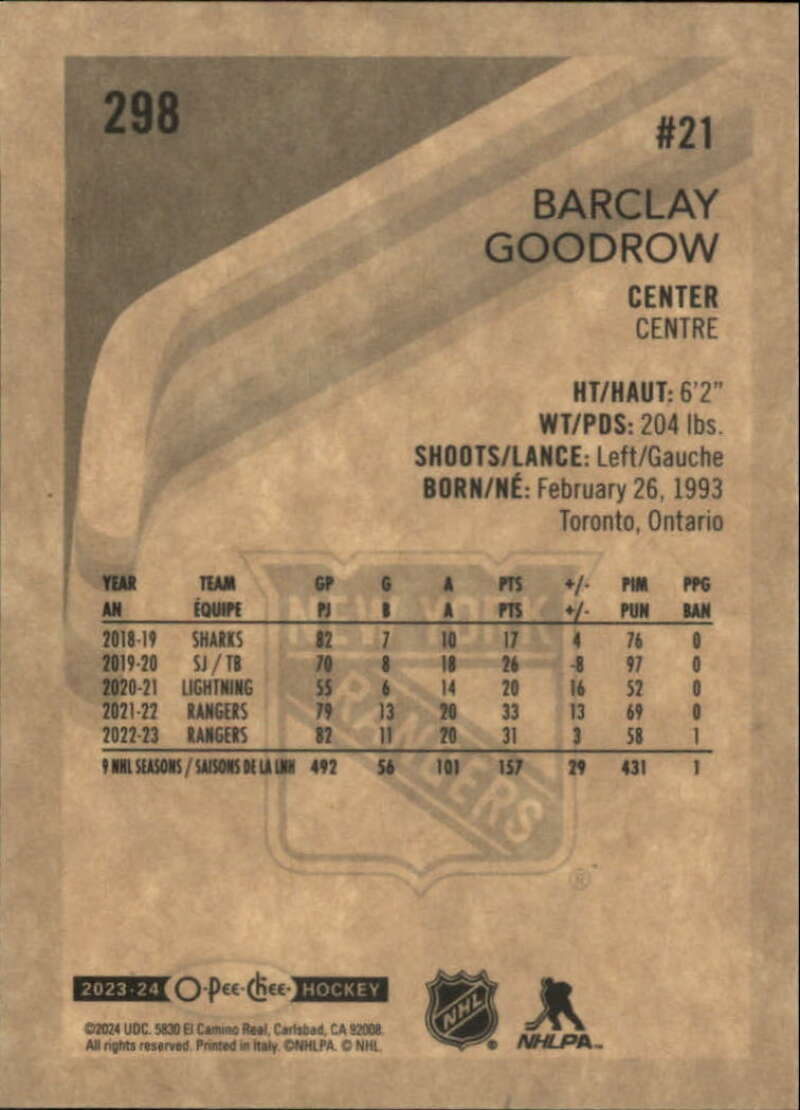 298
#21
BARCLAY
GOODROW
CENTER
CENTRE
HT/HAUT: 6'2"
WT/PDS: 204 lbs.
SHOOTS/LANCE: Left/Gauche
BORN/NÉ: February 26, 1993
Toronto, Ontario
YEAR TEAM GP G A PTS +/- PIM PPG
AN ÉQUIPE PJ B A PTS +/- PUN BAN
2018-19 SHARKS 82 7 10 17 4 76 0
2019-20 SJ / TB 70 8 18 26 -8 97 0
2020-21 LIGHTNING 55 6 14 20 16 52 0
2021-22 RANGERS 79 13 20 33 13 69 0
2022-23 RANGERS 82 11 20 31 3 58 1
9 NHL SEASONS / SAISONS DE LA LNH 492 56 101 157 29 431 1
NEW YORK
RANGERS
®
2023-24 O-Pee-Chee- HOCKEY
©2024 UDC. 5830 El Camino Real, Carlsbad, CA 92008.
All rights reserved. Printed in Italy. ©NHLPA. © NHL.
NHL ®
NHLPA™